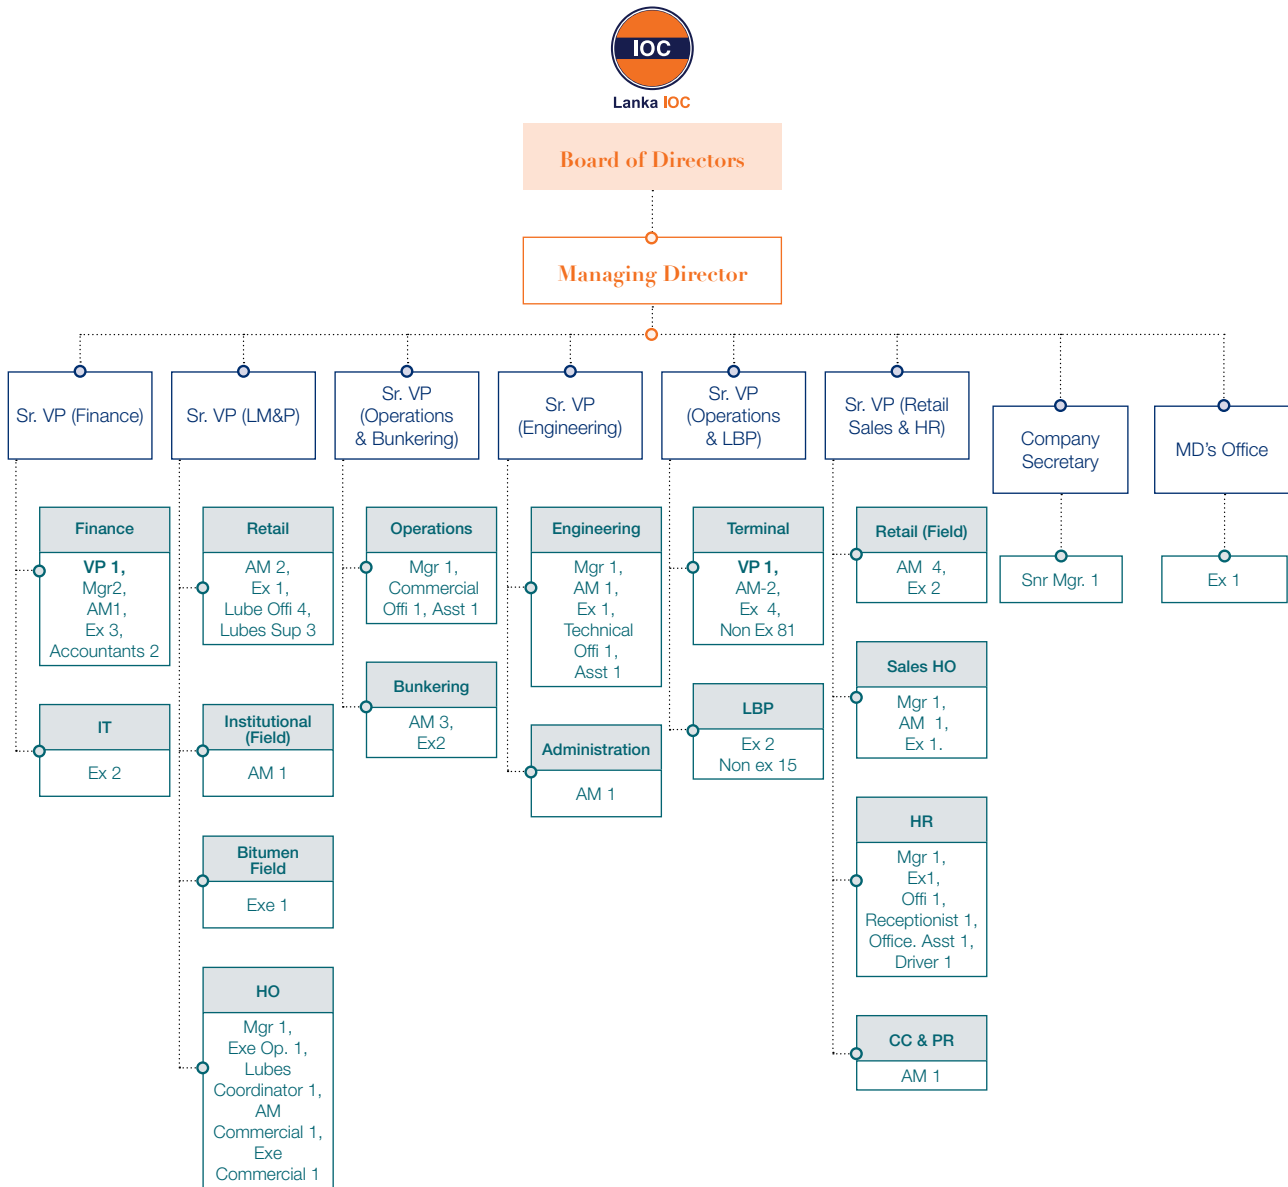 IOC
Lanka IOC
Board of Directors
Managing Director
Sr. VP (Finance)
Sr. VP (LM&P)
Sr. VP
(Operations
& Bunkering)
Sr. VP
(Engineering)
Sr. VP
(Operations
& LBP)
Sr. VP (Retail
Sales & HR)
Company
Secretary
MD's Office
Finance
VP 1,
Mgr2,
AM1,
Ex 3,
Accountants 2
IT
Ex 2
Retail
AM 2,
Ex 1,
Lube Offi 4,
Lubes Sup 3
Institutional
(Field)
AM 1
Bitumen
Field
Exe 1
HO
Mgr 1,
Exe Op. 1,
Lubes
Coordinator 1,
AM
Commercial 1,
Exe
Commercial 1
Operations
Mgr 1,
Commercial
Offi 1, Asst 1
Bunkering
AM 3,
Ex2
Engineering
Mgr 1,
AM 1,
Ex 1,
Technical
Offi 1,
Asst 1
Administration
AM 1
Terminal
VP 1,
AM-2,
Ex 4,
Non Ex 81
LBP
Ex 2
Non ex 15
Retail (Field)
AM 4,
Ex 2
Sales HO
Mgr 1,
AM 1,
Ex 1.
HR
Mgr 1,
Ex1,
Offi 1,
Receptionist 1,
Office. Asst 1,
Driver 1
CC & PR
AM 1
Snr Mgr. 1
Ex 1